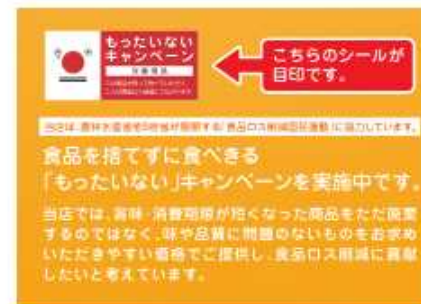 もったいない
キャンペーン
こちらのシールが
目印です。
食品を捨てずに食べきる
「もったいない」キャンペーンを実施中です。
当店では、賞味・消費期限が短くなった商品をただ廃棄
するのではなく、味や品質に問題のないものをお求め
いただきやすい価格でご提供し、食品ロス削減に貢献
したいと考えています。